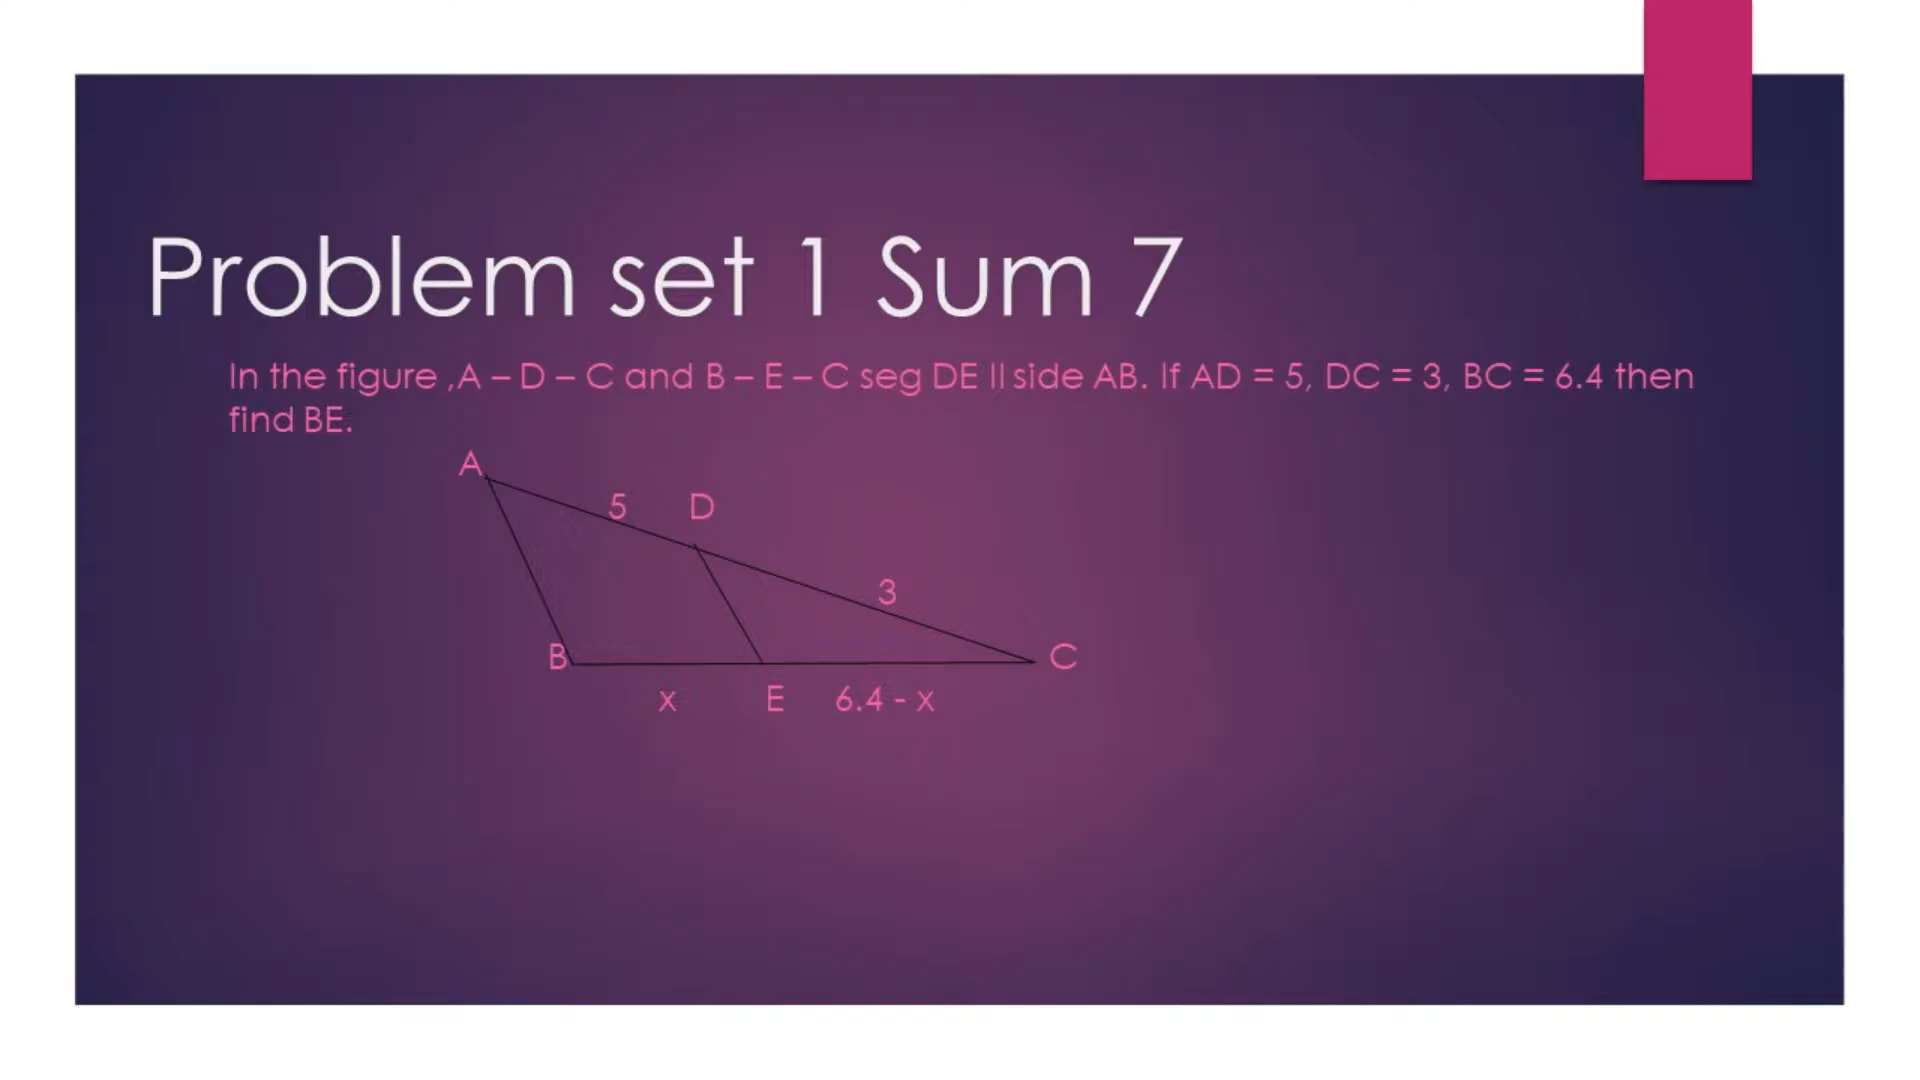 Problem set 1 Sum 7
In the figure ,A – D – C and B – E – C seg DE ll side AB. If AD = 5, DC = 3, BC = 6.4 then
find BE.
A
5 D
3
B C
x E 6.4 - x